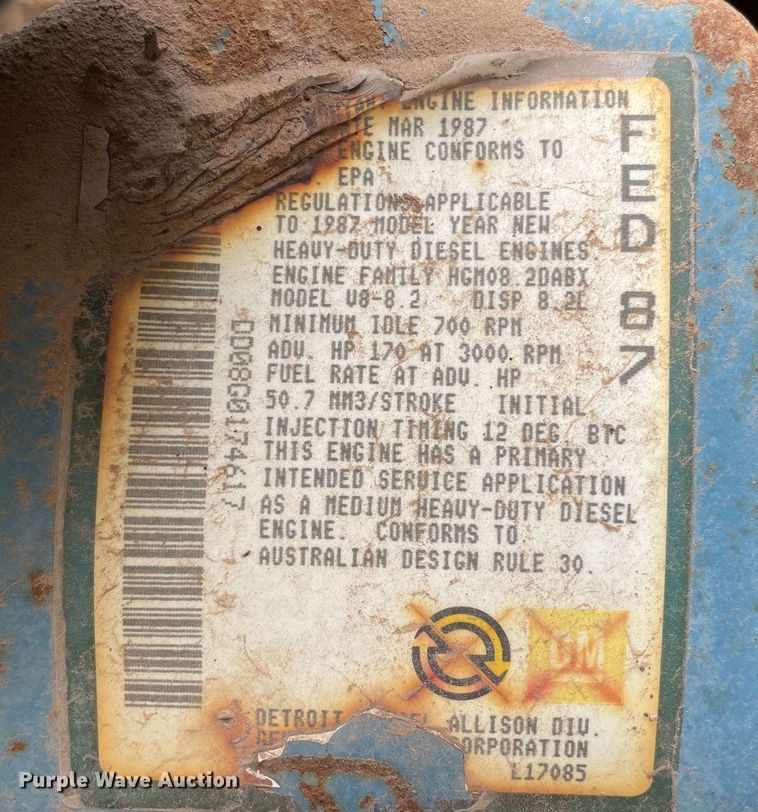 ENGINE INFORMATION
MAR 1987
ENGINE CONFORMS TO
EPA
REGULATIONS APPLICABLE
TO 1987 MODEL YEAR NEW
HEAVY-DUTY DIESEL ENGINES.
ENGINE FAMILY HGM08.2DABX
MODEL V8-8.2 DISP 8.2L
MINIMUM IDLE 700 RPM
ADV. HP 170 AT 3000 RPM
FUEL RATE AT ADV. HP
50.7 MM3/STROKE INITIAL
INJECTION TIMING 12 DEG. BTC
THIS ENGINE HAS A PRIMARY
INTENDED SERVICE APPLICATION
AS A MEDIUM HEAVY-DUTY DIESEL
ENGINE. CONFORMS TO
AUSTRALIAN DESIGN RULE 30.
FED 87
DD08G0174617
GM
DETROIT ALLISON DIV.
CORPORATION
L17085
Purple Wave Auction